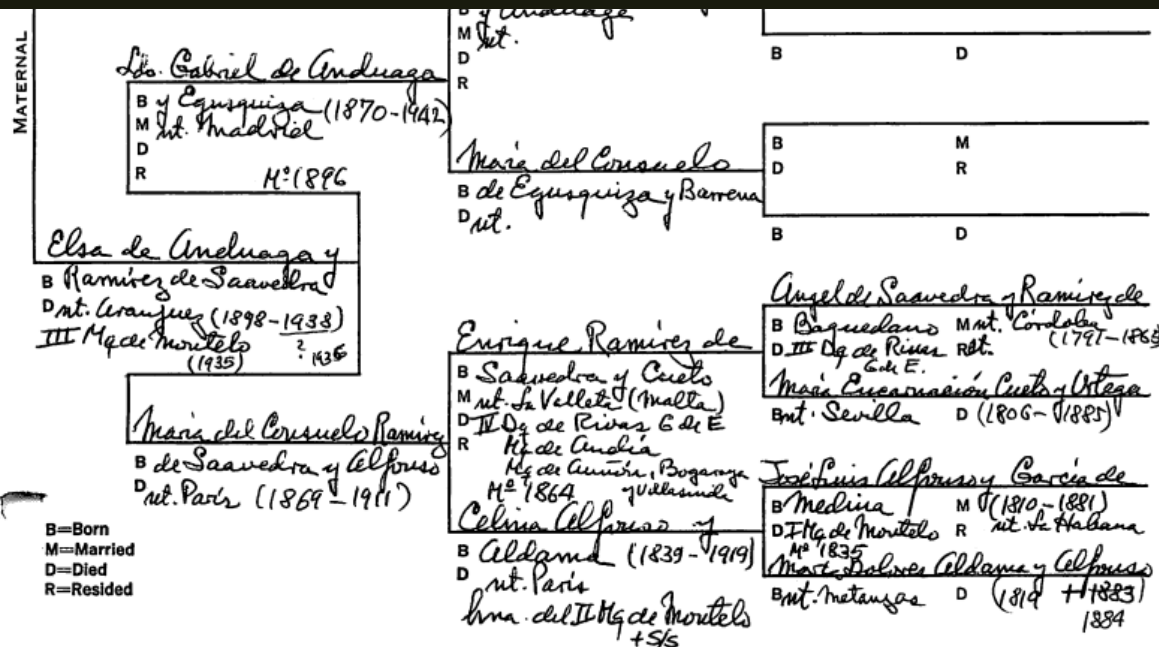 MATERNAL
y Anduaga
M nt.
D
R
B D
Ldo. Gabriel de Anduaga
B y Egusquiza (1870-1942)
M nt. Madrid
D
R Mº 1896
B M
D R
María del Consuelo
B de Egusquiza y Barrena
D nt.
B D
Elsa de Anduaga y
B Ramírez de Saavedra
D nt. Aranjuez (1898-1938)
III Mq de Montelo ? 1936
(1935)
Angel de Saavedra y Ramírez de
B Baquedano M nt. Córdoba
D III Dq de Rivas R (1791-1865)
G de E.
María Encarnación Cueto y Ortega
B nt. Sevilla D (1806-1885)
Enrique Ramírez de
B Saavedra y Cueto
M nt. La Valleta (Malta)
D IV Dq de Rivas G de E
R Mq de Andía
Mq de Auñón, Bogaraya
Mº 1864 y Villasinda
María del Consuelo Ramírez
B de Saavedra y Alfonso
D nt. París (1869-1911)
José Luis Alfonso y García de
B Medina M (1810-1881)
D I Mq de Montelo R nt. La Habana
Mº 1835
María Dolores Aldama y Alfonso
B nt. Matanzas D (1819 + 1883)
1884
Celina Alfonso y
B Aldama (1839-1919)
D nt. París
hna. del II Mq de Montelo
+S/s
B=Born
M=Married
D=Died
R=Resided